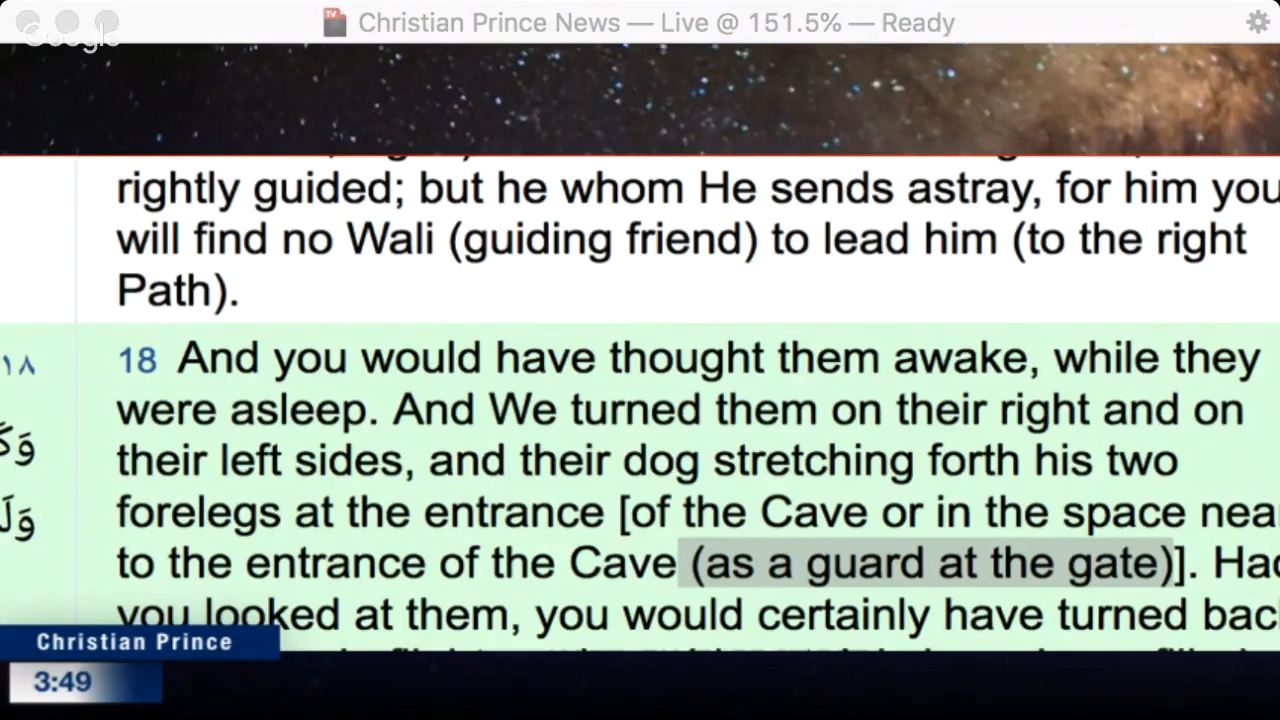 Christian Prince News — Live @ 151.5% — Ready
Google
TV
rightly guided; but he whom He sends astray, for him you
will find no Wali (guiding friend) to lead him (to the right
Path).
١٨
18 And you would have thought them awake, while they
were asleep. And We turned them on their right and on
their left sides, and their dog stretching forth his two
forelegs at the entrance [of the Cave or in the space nea
to the entrance of the Cave (as a guard at the gate)]. Had
you looked at them, you would certainly have turned bac
Christian Prince
3:49